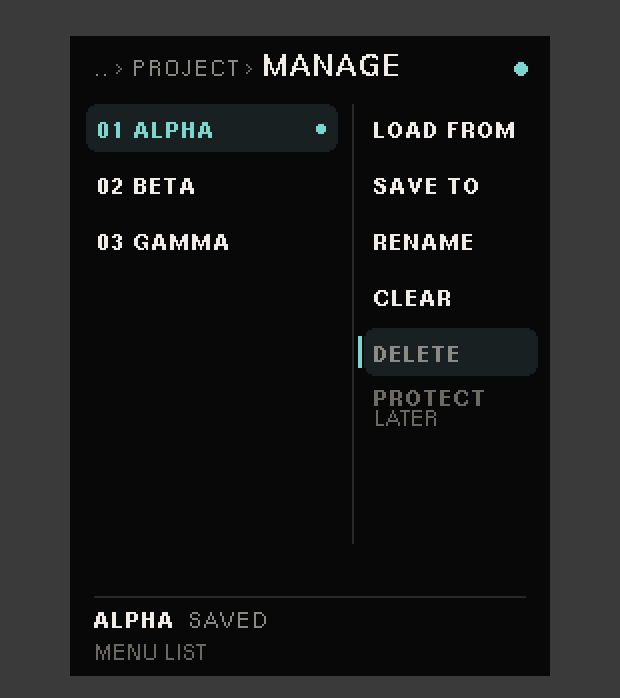 .. > PROJECT > MANAGE
01 ALPHA
02 BETA
03 GAMMA
LOAD FROM
SAVE TO
RENAME
CLEAR
DELETE
PROTECT
LATER
ALPHA SAVED
MENU LIST